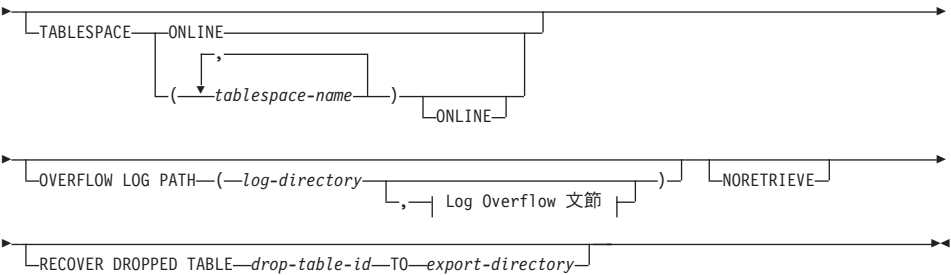 TABLESPACE ONLINE
,
( tablespace-name )
ONLINE
OVERFLOW LOG PATH ( log-directory ) NORETRIEVE
, Log Overflow 文節
RECOVER DROPPED TABLE drop-table-id TO export-directory